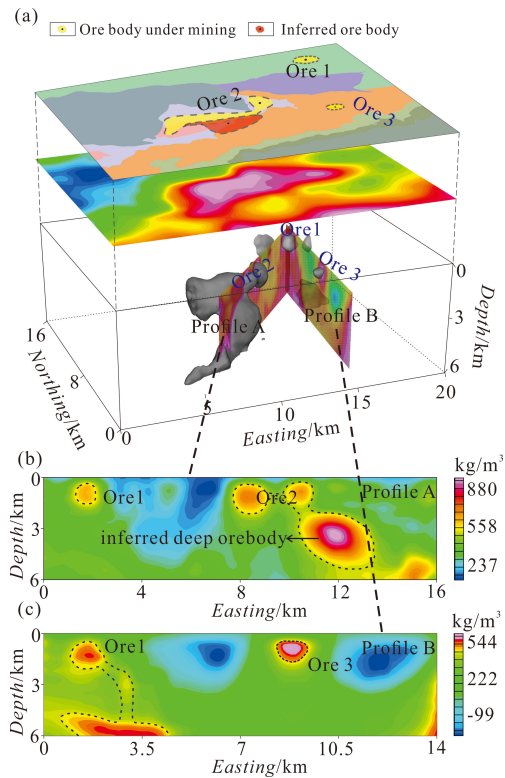 (a)
Ore body under mining
Inferred ore body
Ore 1
Ore 2
Ore 3
Ore1
Ore 2
Ore 3
Profile A
Profile B
0
3
6
Depth/km
16
8
0
Northing/km
5
10
15
20
Easting/km
(b)
kg/m³
0
3
6
Depth/km
Ore1
Ore2
Profile A
inferred deep orebody
880
558
237
0
4
8
12
16
Easting/km
(c)
kg/m³
0
3
6
Depth/km
Ore1
Ore 3
Profile B
544
222
-99
0
3.5
7
10.5
14
Easting/km